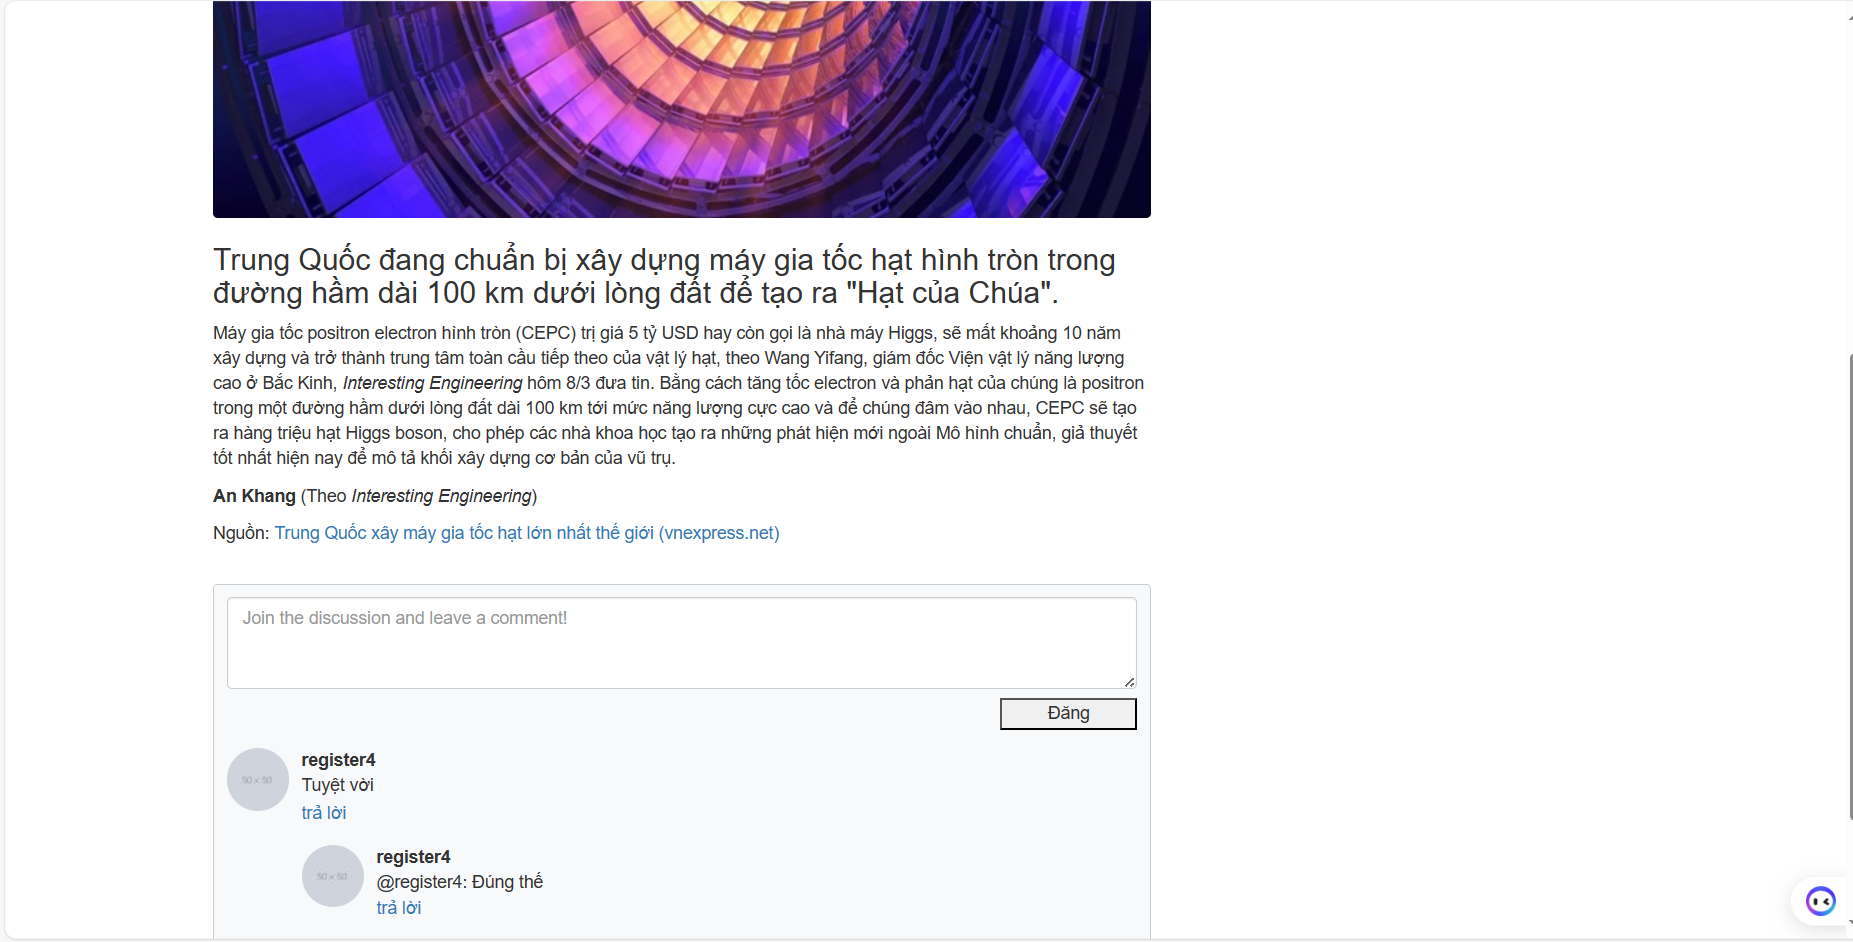 Trung Quốc đang chuẩn bị xây dựng máy gia tốc hạt hình tròn trong
đường hầm dài 100 km dưới lòng đất để tạo ra "Hạt của Chúa".
Máy gia tốc positron electron hình tròn (CEPC) trị giá 5 tỷ USD hay còn gọi là nhà máy Higgs, sẽ mất khoảng 10 năm
xây dựng và trở thành trung tâm toàn cầu tiếp theo của vật lý hạt, theo Wang Yifang, giám đốc Viện vật lý năng lượng
cao ở Bắc Kinh, Interesting Engineering hôm 8/3 đưa tin. Bằng cách tăng tốc electron và phản hạt của chúng là positron
trong một đường hầm dưới lòng đất dài 100 km tới mức năng lượng cực cao và để chúng đâm vào nhau, CEPC sẽ tạo
ra hàng triệu hạt Higgs boson, cho phép các nhà khoa học tạo ra những phát hiện mới ngoài Mô hình chuẩn, giả thuyết
tốt nhất hiện nay để mô tả khối xây dựng cơ bản của vũ trụ.
An Khang (Theo Interesting Engineering)
Nguồn: Trung Quốc xây máy gia tốc hạt lớn nhất thế giới (vnexpress.net)
Join the discussion and leave a comment!
Đăng
50 x 50
register4
Tuyệt vời
trả lời
50 x 50
register4
@register4: Đúng thế
trả lời